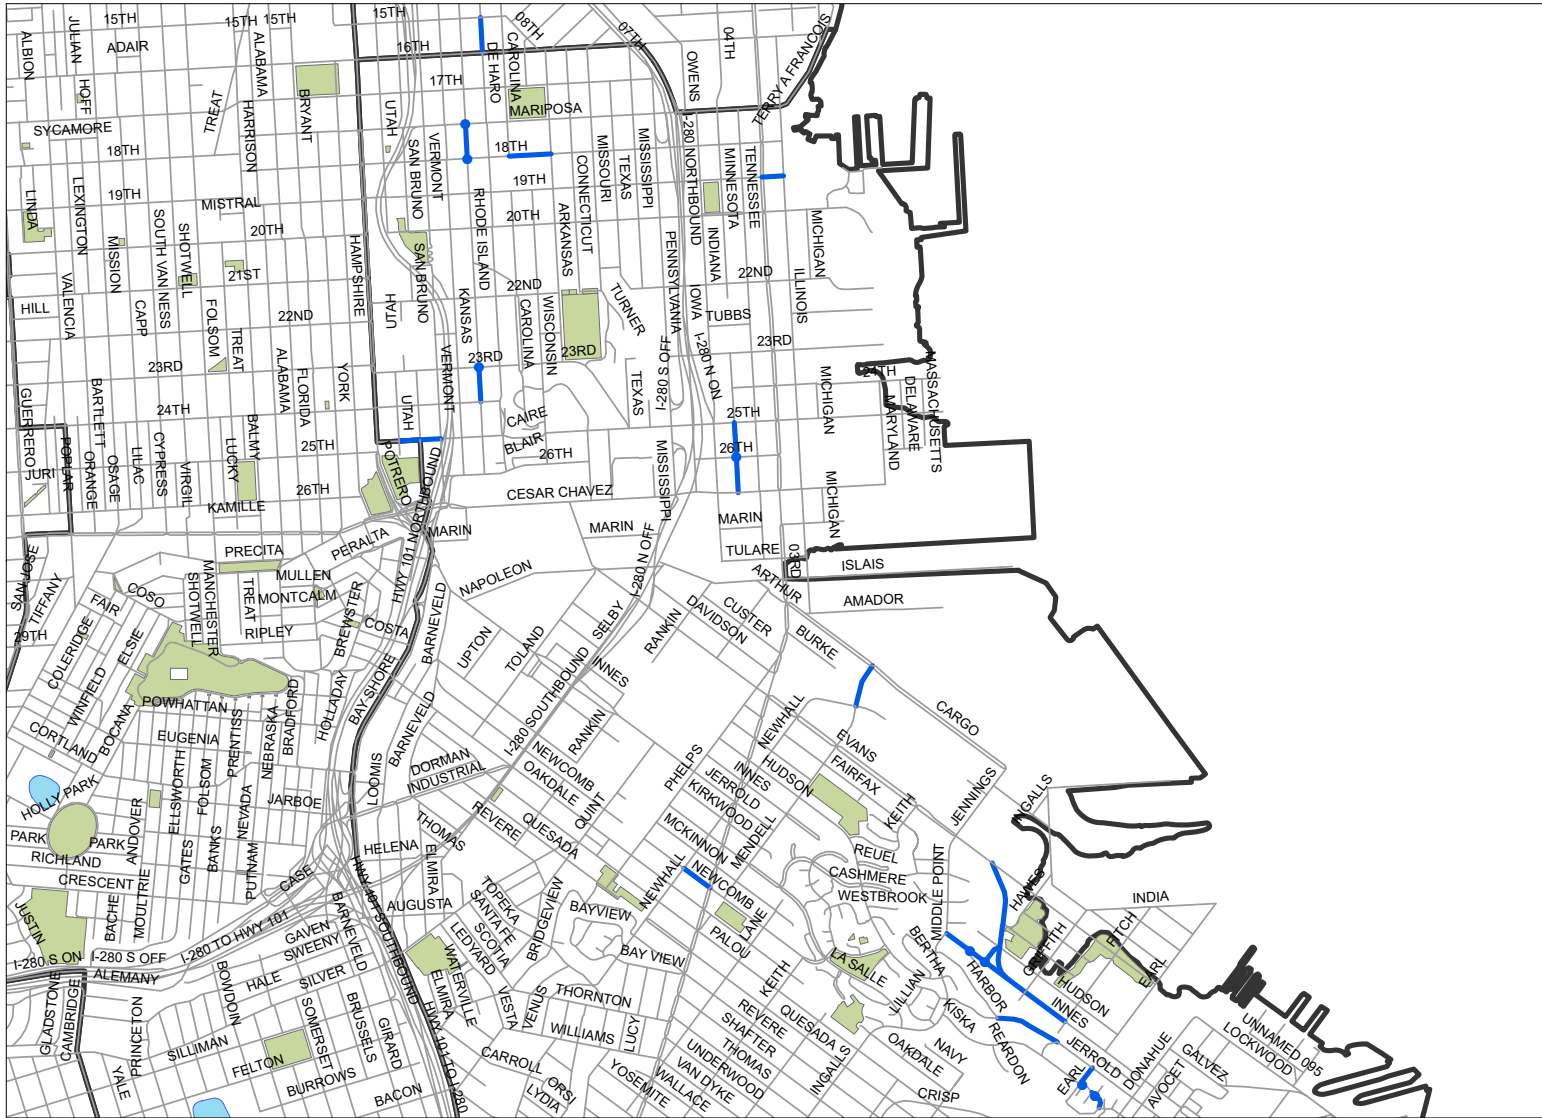 15TH
15TH
15TH
15TH
08TH
07TH
04TH
TERRY A FRANCOIS
ALBION
JULIAN
ADAIR
ALABAMA
16TH
DE HARO
CAROLINA
OWENS
HOFF
TREAT
HARRISON
BRYANT
17TH
UTAH
MARIPOSA
SYCAMORE
18TH
SAN BRUNO
VERMONT
18TH
CONNECTICUT
MISSOURI
TEXAS
MISSISSIPPI
I-280 NORTHBOUND
MINNESOTA
TENNESSEE
LINDA
LEXINGTON
19TH
MISTRAL
19TH
RHODE ISLAND
20TH
ARKANSAS
SOUTH VAN NESS
SHOTWELL
20TH
MISSION
HAMPSHIRE
SAN BRUNO
PENNSYLVANIA
INDIANA
MICHIGAN
VALENCIA
21ST
22ND
22ND
ILLINOIS
HILL
CAPP
FOLSOM
22ND
UTAH
KANSAS
CAROLINA
WISCONSIN
TURNER
IOWA
TUBBS
TREAT
23RD
VERMONT
23RD
23RD
I-280 S OFF
I-280 N ON
23RD
GUERRERO
BARTLETT
24TH
ALABAMA
FLORIDA
YORK
UTAH
CAIRE
TEXAS
25TH
MICHIGAN
24TH
MARYLAND
DELAWARE
MASSACHUSETTS
POPLAR
ORANGE
OSAGE
LILAC
CYPRESS
VIRGIL
LUCKY
BALMY
25TH
POTRERO
BLAIR
26TH
MISSISSIPPI
26TH
JURI
KAMILLE
26TH
HWY 101 NORTHBOUND
CESAR CHAVEZ
MARIN
MARIN
MARIN
MICHIGAN
SAN JOSE
TIFFANY
PRECITA
PERALTA
TULARE
03RD
ISLAIS
COSO
SHOTWELL
MANCHESTER
TREAT
MULLEN
MONTCALM
BREWSTER
NAPOLEON
I-280 N OFF
ARTHUR
AMADOR
29TH
FAIR
ELSIE
RIPLEY
COSTA
BARNEVELD
UPTON
TOLAND
SELBY
RANKIN
DAVIDSON
CUSTER
BURKE
COLERIDGE
WINFIELD
POWHATTAN
BRADFORD
HOLLADAY
BAY SHORE
INNES
CARGO
CORTLAND
BOCANA
EUGENIA
PRENTISS
NEBRASKA
BARNEVELD
I-280 SOUTHBOUND
RANKIN
NEWHALL
EVANS
HOLLY PARK
ELLSWORTH
FOLSOM
NEVADA
JARBOE
LOOMIS
DORMAN
INDUSTRIAL
NEWCOMB
OAKDALE
PHELPS
INNES
HUDSON
FAIRFAX
JERROLD
KIRKWOOD
KEITH
JENNINGS
INGALLS
PARK
PARK
ANDOVER
RICHLAND
GATES
BANKS
PUTNAM
THOMAS
REVERE
QUESADA
QUINT
MCKINNON
MENDELL
REUEL
CRESCENT
BACHE
MOULTRIE
CASE
HELENA
ELMIRA
NEWHALL
NEWCOMB
CASHMERE
WESTBROOK
MIDDLE POINT
HAWES
INDIA
JUSTIN
BARNEVELD
HWY 101 SOUTHBOUND
AUGUSTA
TOPEKA
SANTA FE
SCOTIA
LEDYARD
BRIDGEVIEW
BAYVIEW
LANE
PALOU
BERTHA
GRIFFITH
FITCH
EARL
I-280 S ON
I-280 S OFF
I-280 TO HWY 101
GAVEN
SWEENY
WATERVILLE
BAY VIEW
LA SALLE
HARBOR
HUDSON
ALEMANY
BOWDOIN
HALE
SILVER
ELMIRA
VESTA
VENUS
THORNTON
KEITH
LILLIAN
KISKA
INNES
GLADSTONE
CAMBRIDGE
PRINCETON
SILLIMAN
SOMERSET
BRUSSELS
GIRARD
HWY 101 TO I-280
WILLIAMS
LUCY
REVERE
SHAFTER
THOMAS
UNDERWOOD
VAN DYKE
WALLACE
YOSEMITE
QUESADA
INGALLS
OAKDALE
NAVY
REARDON
JERROLD
EARL
DONAHUE
AVOCET
GALVEZ
LOCKWOOD
UNNAMED 095
YALE
FELTON
BURROWS
BACON
CARROLL
ORSI
LYDIA
CRISP